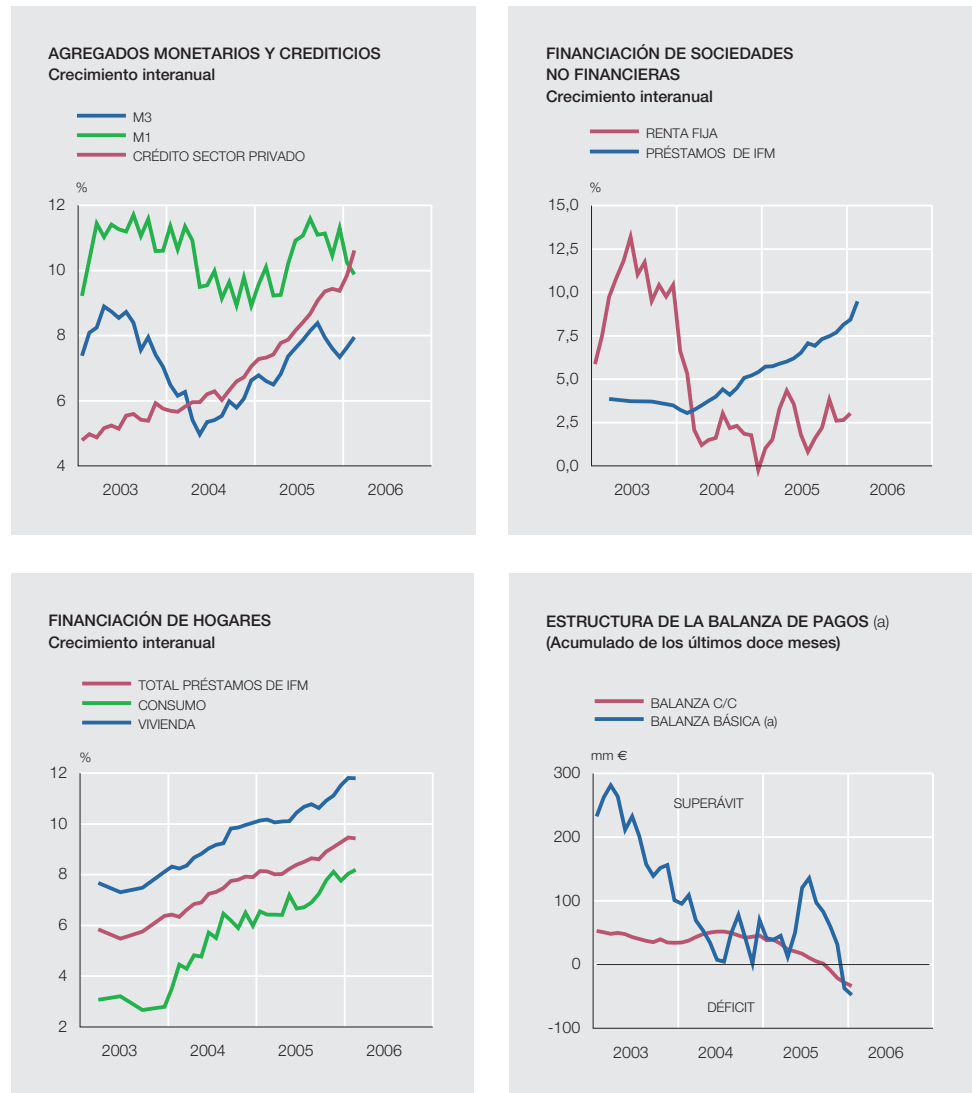 AGREGADOS MONETARIOS Y CREDITICIOS
Crecimiento interanual
M3
M1
CRÉDITO SECTOR PRIVADO
%
12
10
8
6
4
2003 2004 2005 2006
FINANCIACIÓN DE SOCIEDADES
NO FINANCIERAS
Crecimiento interanual
RENTA FIJA
PRÉSTAMOS DE IFM
%
15,0
12,5
10,0
7,5
5,0
2,5
0,0
2003 2004 2005 2006
FINANCIACIÓN DE HOGARES
Crecimiento interanual
TOTAL PRÉSTAMOS DE IFM
CONSUMO
VIVIENDA
%
12
10
8
6
4
2
2003 2004 2005 2006
ESTRUCTURA DE LA BALANZA DE PAGOS (a)
(Acumulado de los últimos doce meses)
BALANZA C/C
BALANZA BÁSICA (a)
mm €
300
SUPERÁVIT
200
100
0
DÉFICIT
-100
2003 2004 2005 2006